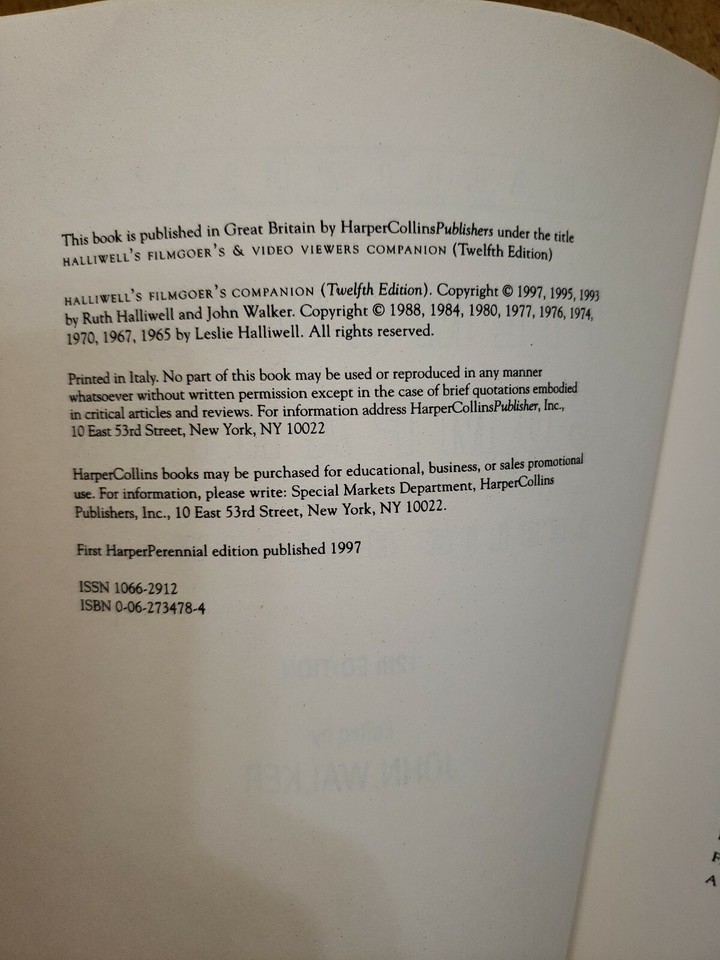 This book is published in Great Britain by HarperCollinsPublishers under the title
HALLIWELL'S FILMGOER'S & VIDEO VIEWERS COMPANION (Twelfth Edition)
HALLIWELL'S FILMGOER'S COMPANION (Twelfth Edition). Copyright © 1997, 1995, 1993
by Ruth Halliwell and John Walker. Copyright © 1988, 1984, 1980, 1977, 1976, 1974,
1970, 1967, 1965 by Leslie Halliwell. All rights reserved.
Printed in Italy. No part of this book may be used or reproduced in any manner
whatsoever without written permission except in the case of brief quotations embodied
in critical articles and reviews. For information address HarperCollinsPublisher, Inc.,
10 East 53rd Street, New York, NY 10022
HarperCollins books may be purchased for educational, business, or sales promotional
use. For information, please write: Special Markets Department, HarperCollins
Publishers, Inc., 10 East 53rd Street, New York, NY 10022.
First HarperPerennial edition published 1997
ISSN 1066-2912
ISBN 0-06-273478-4
12th EDITION
Edited by
JOHN WALKER